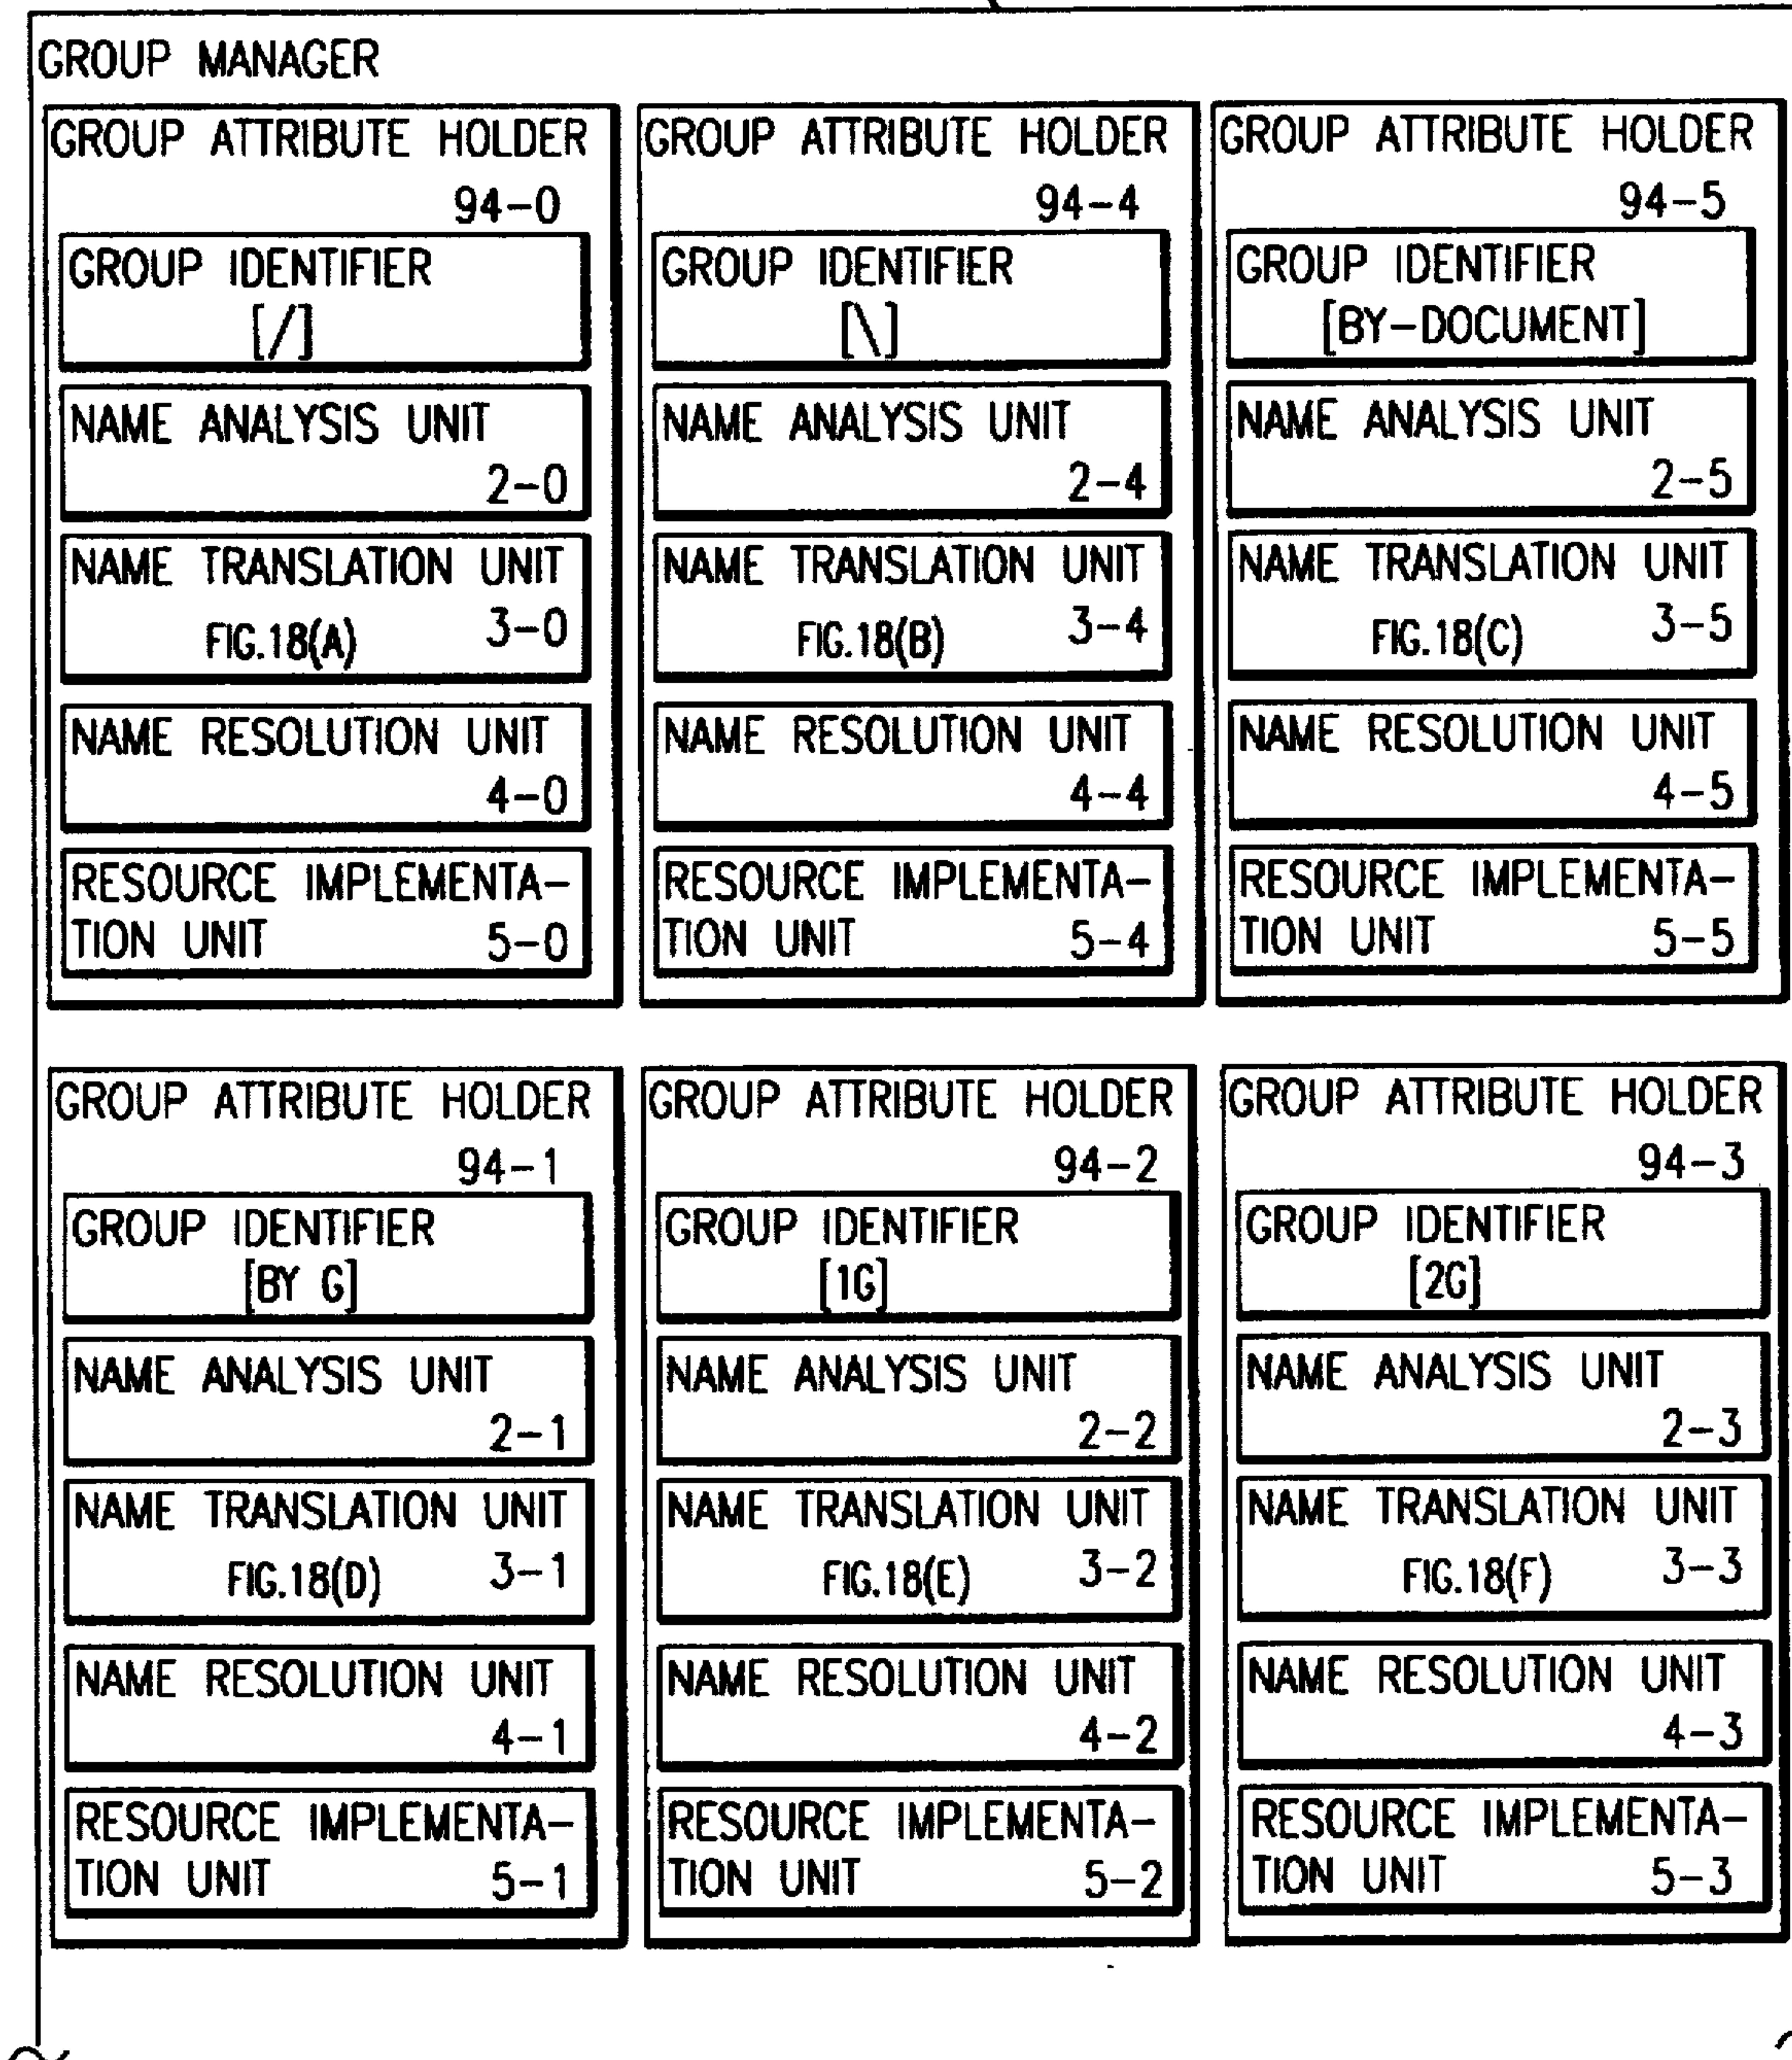 GROUP MANAGER
GROUP ATTRIBUTE HOLDER
94-0
GROUP IDENTIFIER
[/]
NAME ANALYSIS UNIT
2-0
NAME TRANSLATION UNIT
FIG.18(A) 3-0
NAME RESOLUTION UNIT
4-0
RESOURCE IMPLEMENTA-
TION UNIT 5-0
GROUP ATTRIBUTE HOLDER
94-4
GROUP IDENTIFIER
[\]
NAME ANALYSIS UNIT
2-4
NAME TRANSLATION UNIT
FIG.18(B) 3-4
NAME RESOLUTION UNIT
4-4
RESOURCE IMPLEMENTA-
TION UNIT 5-4
GROUP ATTRIBUTE HOLDER
94-5
GROUP IDENTIFIER
[BY-DOCUMENT]
NAME ANALYSIS UNIT
2-5
NAME TRANSLATION UNIT
FIG.18(C) 3-5
NAME RESOLUTION UNIT
4-5
RESOURCE IMPLEMENTA-
TION UNIT 5-5
GROUP ATTRIBUTE HOLDER
94-1
GROUP IDENTIFIER
[BY G]
NAME ANALYSIS UNIT
2-1
NAME TRANSLATION UNIT
FIG.18(D) 3-1
NAME RESOLUTION UNIT
4-1
RESOURCE IMPLEMENTA-
TION UNIT 5-1
GROUP ATTRIBUTE HOLDER
94-2
GROUP IDENTIFIER
[1G]
NAME ANALYSIS UNIT
2-2
NAME TRANSLATION UNIT
FIG.18(E) 3-2
NAME RESOLUTION UNIT
4-2
RESOURCE IMPLEMENTA-
TION UNIT 5-2
GROUP ATTRIBUTE HOLDER
94-3
GROUP IDENTIFIER
[2G]
NAME ANALYSIS UNIT
2-3
NAME TRANSLATION UNIT
FIG.18(F) 3-3
NAME RESOLUTION UNIT
4-3
RESOURCE IMPLEMENTA-
TION UNIT 5-3